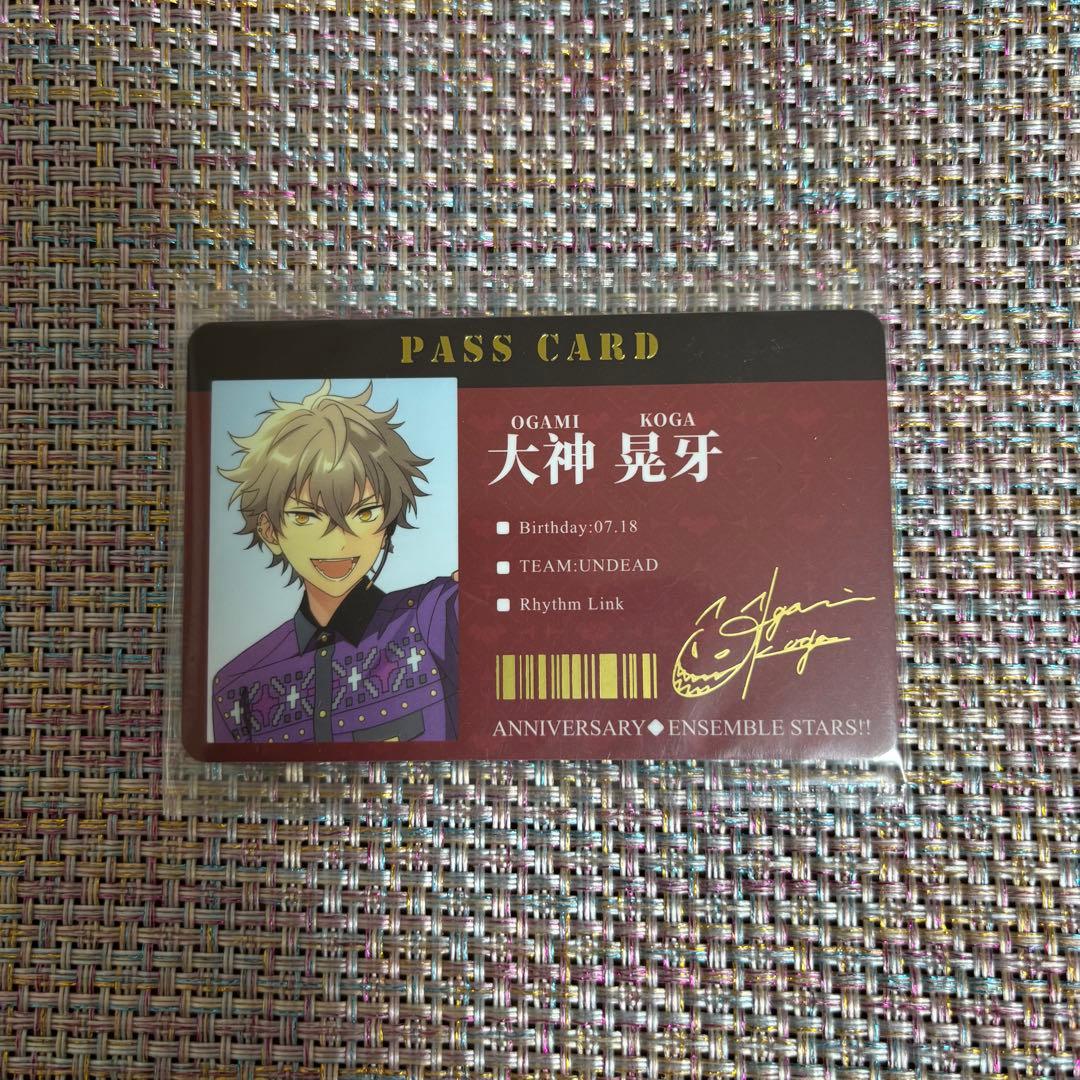 PASS CARD
OGAMI KOGA
大神 晃牙
Birthday:07.18
TEAM:UNDEAD
Rhythm Link
Ogami
Koga
ANNIVERSARY◆ENSEMBLE STARS!!